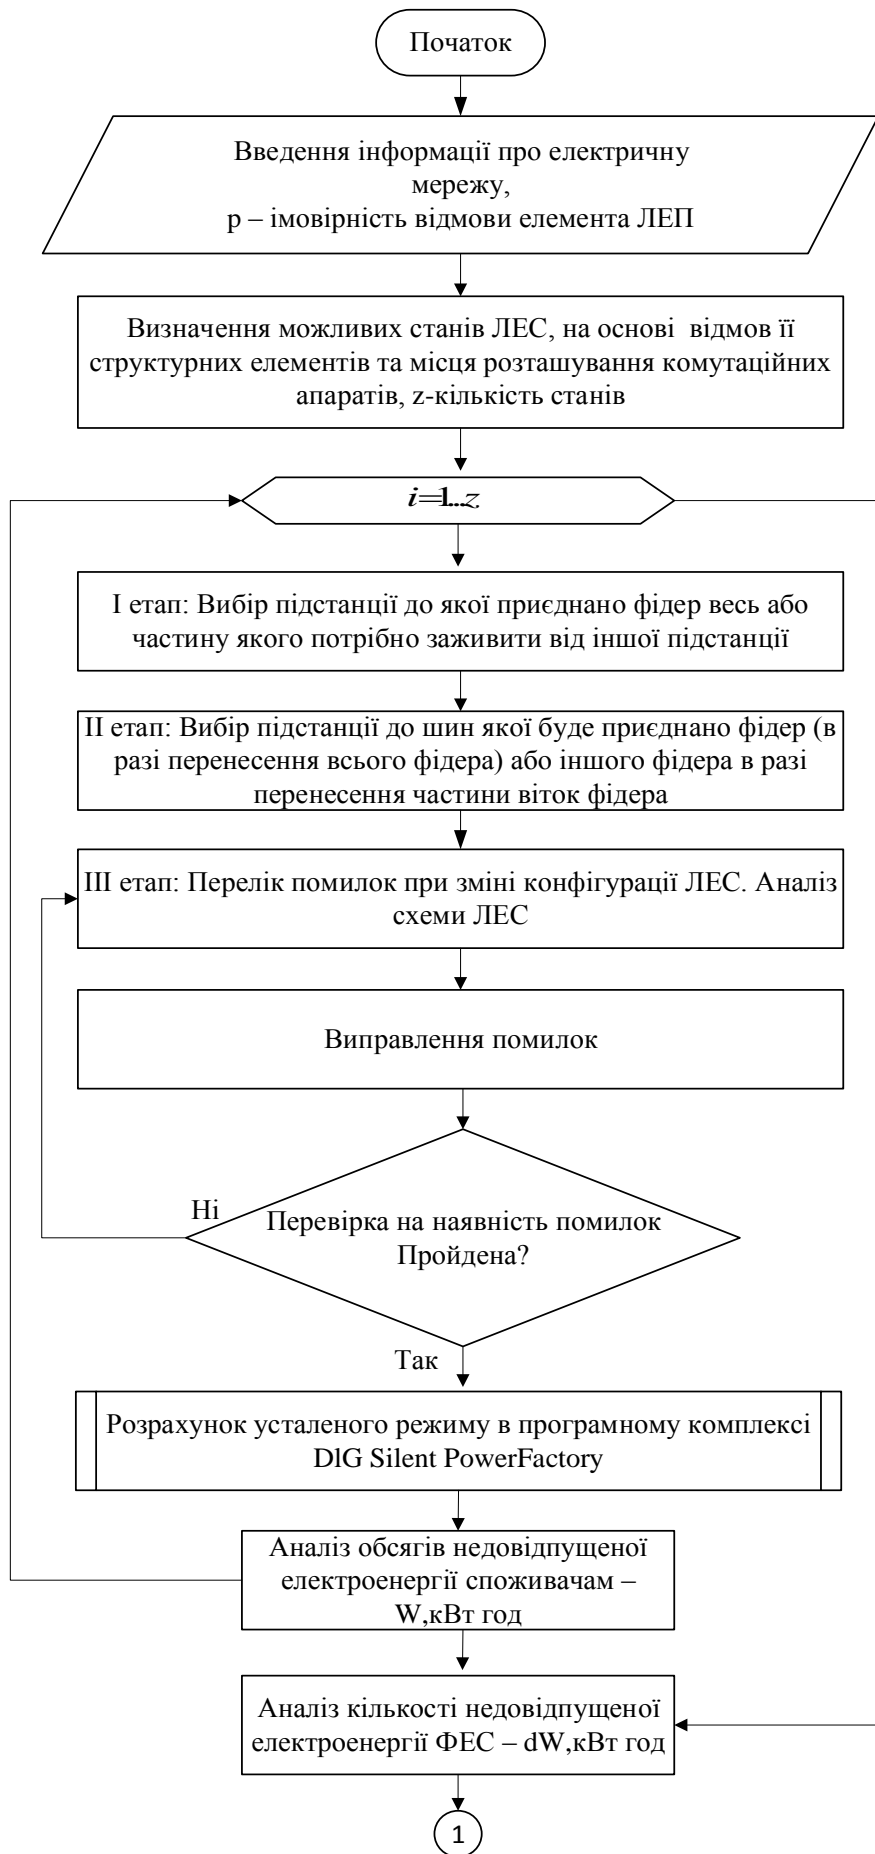 Початок
Введення інформації про електричну
мережу,
p – імовірність відмови елемента ЛЕП
Визначення можливих станів ЛЕС, на основі відмов її
структурних елементів та місця розташування комутаційних
апаратів, z-кількість станів
i=1...z
І етап: Вибір підстанції до якої приєднано фідер весь або
частину якого потрібно заживити від іншої підстанції
ІІ етап: Вибір підстанції до шин якої буде приєднано фідер (в
разі перенесення всього фідера) або іншого фідера в разі
перенесення частини віток фідера
ІІІ етап: Перелік помилок при зміні конфігурації ЛЕС. Аналіз
схеми ЛЕС
Виправлення помилок
Ні
Перевірка на наявність помилок
Пройдена?
Так
Розрахунок усталеного режиму в програмному комплексі
DIG Silent PowerFactory
Аналіз обсягів недовідпущеної
електроенергії споживачам –
W,кВт год
Аналіз кількості недовідпущеної
електроенергії ФЕС – dW,кВт год
1